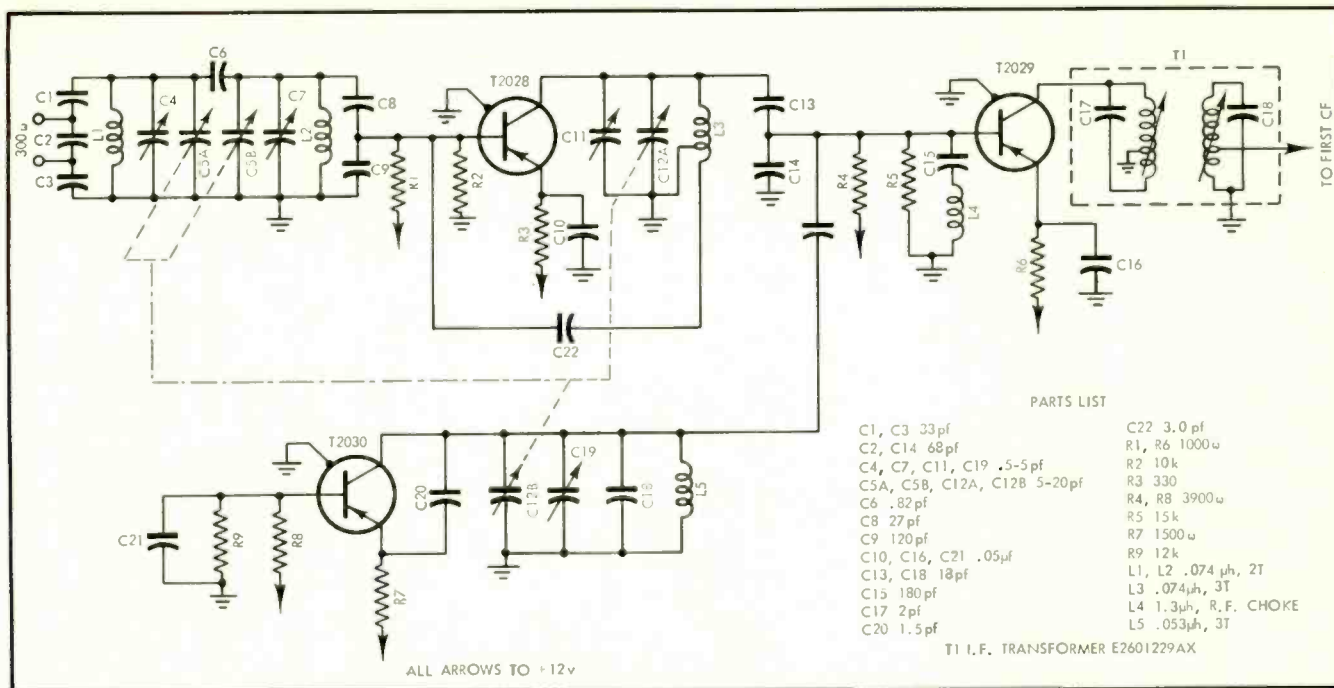 C6
T2028
T2029
T1
C1
C4
C7
C8
C13
C17
C18
300ω
C2
L1
C5A
C5B
L2
C11
C12A
L3
C15
C3
C9
R1
R2
C14
R4
R5
L4
TO FIRST CF
R3
C10
R6
C16
C22
T2030
C19
C20
C12B
C18
L5
C21
R9
R8
R7
ALL ARROWS TO +12v
PARTS LIST
C1, C3 33pf
C2, C14 68pf
C4, C7, C11, C19 .5-5pf
C5A, C5B, C12A, C12B 5-20pf
C6 .82pf
C8 27pf
C9 120pf
C10, C16, C21 .05μf
C13, C18 18pf
C15 180pf
C17 2pf
C20 1.5pf
C22 3.0pf
R1, R6 1000ω
R2 10k
R3 330
R4, R8 3900ω
R5 15k
R7 1500ω
R9 12k
L1, L2 .074μh, 2T
L3 .074μh, 3T
L4 1.3μh, R.F. CHOKE
L5 .053μh, 3T
T1 I.F. TRANSFORMER E2601229AX